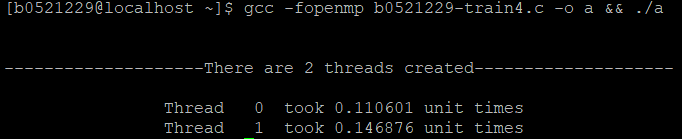 [b0521229@localhost ~]$ gcc -fopenmp b0521229-train4.c -o a && ./a
--------------------There are 2 threads created--------------------
Thread 0 took 0.110601 unit times
Thread 1 took 0.146876 unit times